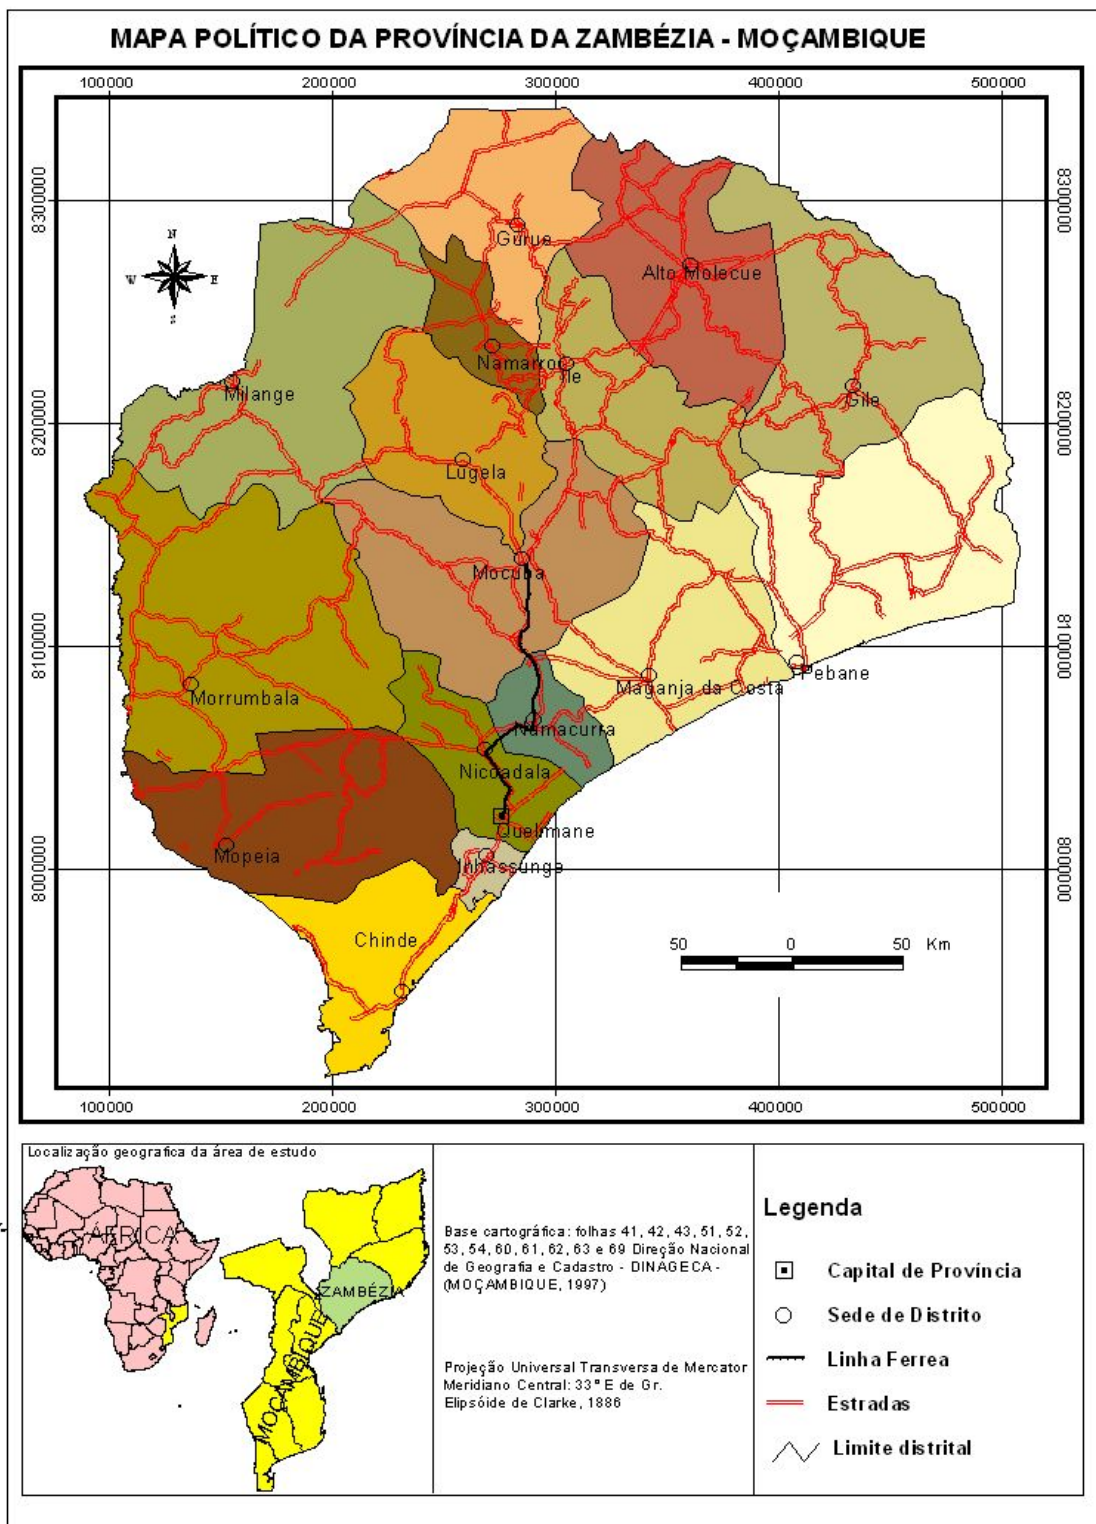 MAPA POLÍTICO DA PROVÍNCIA DA ZAMBÉZIA - MOÇAMBIQUE
100000 200000 300000 400000 500000
8300000 8300000
N
W E
S
Gurue
Alto Molecue
Namarroi
Ile
Milange
Gile
8200000 8200000
Lugela
Mocuba
8100000 8100000
Pebane
Maganja da Costa
Morrumbala
Namacurra
Nicoadala
Quelimane
Mopeia
Inhassunge
8000000 8000000
Chinde
50 0 50 Km
100000 200000 300000 400000 500000
Localização geografica da área de estudo
ÁFRICA
ZAMBÉZIA
MOÇAMBIQUE
Base cartográfica: folhas 41, 42, 43, 51, 52,
53, 54, 60, 61, 62, 63 e 69 Direção Nacional
de Geografia e Cadastro - DINAGECA -
(MOÇAMBIQUE, 1997)
Projeção Universal Transversa de Mercator
Meridiano Central: 33° E de Gr.
Elipsóide de Clarke, 1886
Legenda
Capital de Província
Sede de Distrito
Linha Ferrea
Estradas
Limite distrital